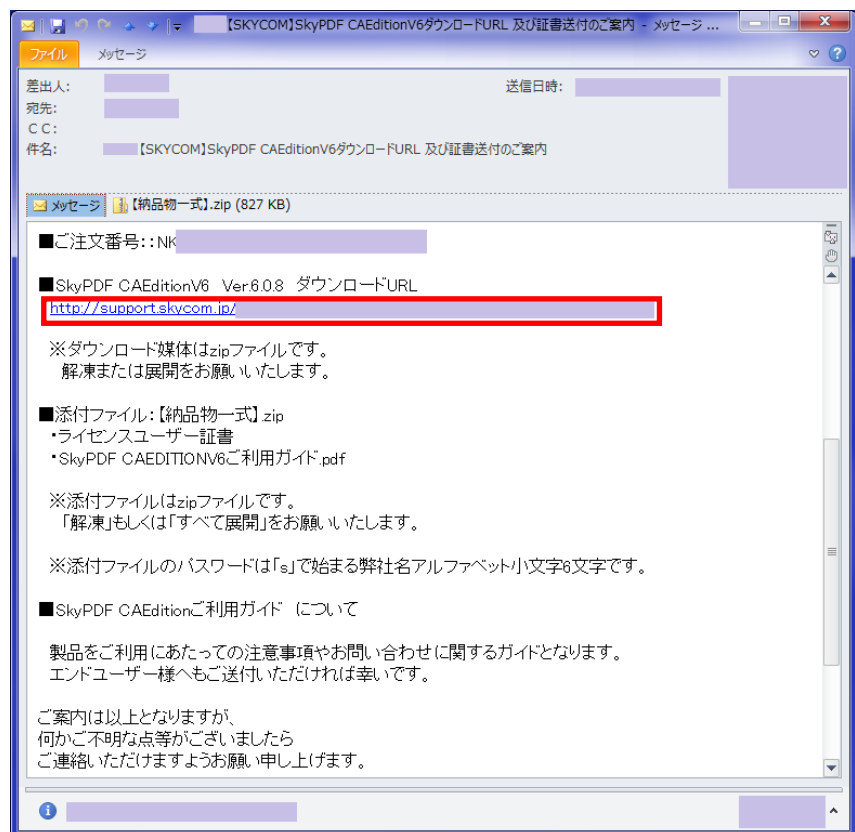 【SKYCOM】SkyPDF CAEditionV6ダウンロードURL 及び証書送付のご案内 - メッセージ ...
ファイル メッセージ
差出人: 送信日時:
宛先:
CC:
件名: 【SKYCOM】SkyPDF CAEditionV6ダウンロードURL 及び証書送付のご案内
メッセージ 【納品物一式】.zip (827 KB)
■ご注文番号::NK
■SkyPDF CAEditionV6 Ver.6.0.8 ダウンロードURL
http://support.skycom.jp/
※ダウンロード媒体はzipファイルです。
解凍または展開をお願いいたします。
■添付ファイル:【納品物一式】.zip
・ライセンスユーザー証書
・SkyPDF CAEDITIONV6ご利用ガイド.pdf
※添付ファイルはzipファイルです。
「解凍」もしくは「すべて展開」をお願いいたします。
※添付ファイルのパスワードは「s」で始まる弊社名アルファベット小文字6文字です。
■SkyPDF CAEditionご利用ガイド について
製品をご利用にあたっての注意事項やお問い合わせに関するガイドとなります。
エンドユーザー様へもご送付いただければ幸いです。
ご案内は以上となりますが、
何かご不明な点等がございましたら
ご連絡いただけますようお願い申し上げます。